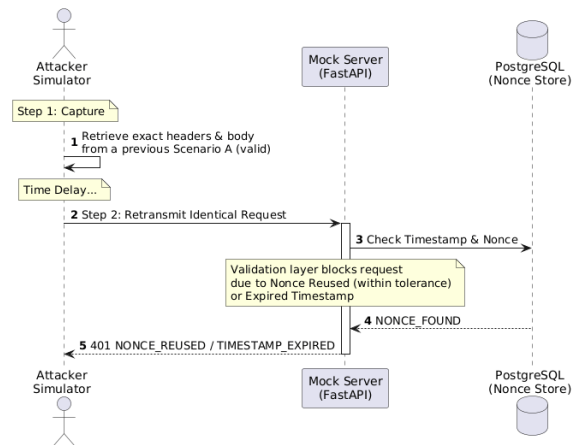 Attacker
Simulator
Mock Server
(FastAPI)
PostgreSQL
(Nonce Store)
Step 1: Capture
1 Retrieve exact headers & body
from a previous Scenario A (valid)
Time Delay...
2 Step 2: Retransmit Identical Request
3 Check Timestamp & Nonce
Validation layer blocks request
due to Nonce Reused (within tolerance)
or Expired Timestamp
4 NONCE_FOUND
5 401 NONCE_REUSED / TIMESTAMP_EXPIRED
Attacker
Simulator
Mock Server
(FastAPI)
PostgreSQL
(Nonce Store)